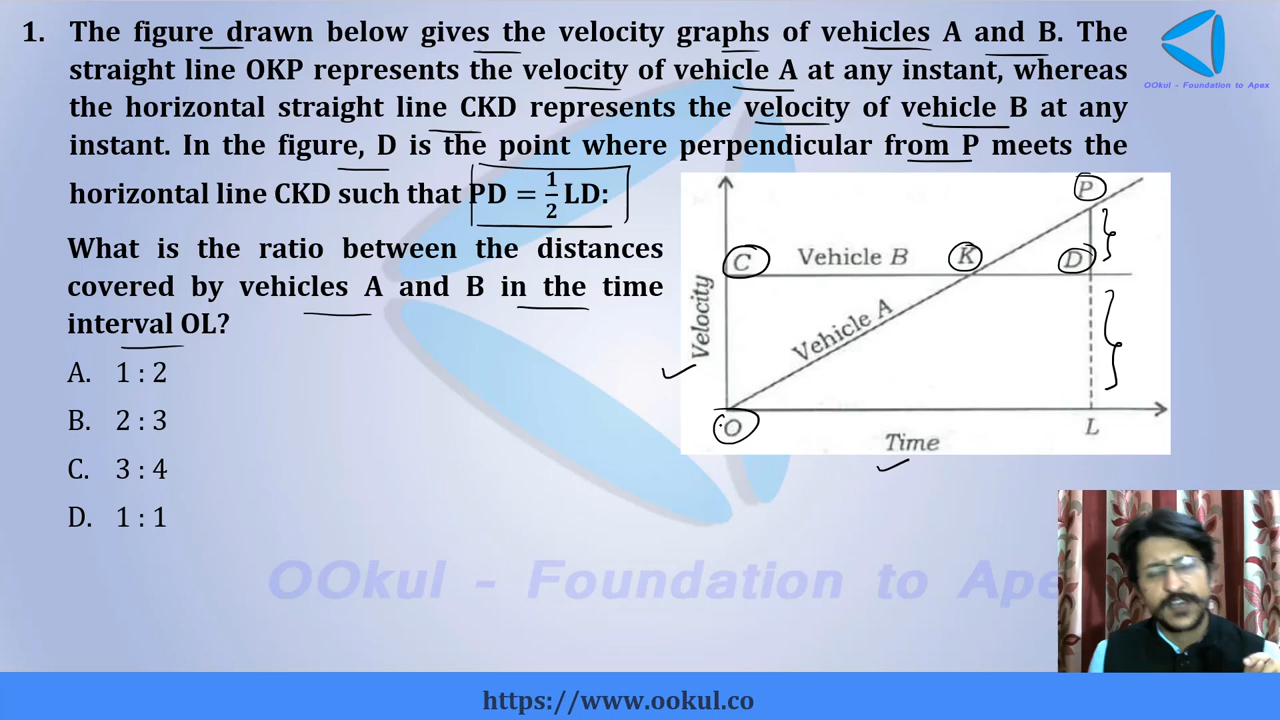 1. The figure drawn below gives the velocity graphs of vehicles A and B. The
straight line OKP represents the velocity of vehicle A at any instant, whereas
the horizontal straight line CKD represents the velocity of vehicle B at any
instant. In the figure, D is the point where perpendicular from P meets the
horizontal line CKD such that PD = 1/2 LD:
What is the ratio between the distances
covered by vehicles A and B in the time
interval OL?
A. 1 : 2
B. 2 : 3
C. 3 : 4
D. 1 : 1
OOkul - Foundation to Apex
P
C Vehicle B K D
Velocity
Vehicle A
O L
Time
OOkul - Foundation to Apex
https://www.ookul.co